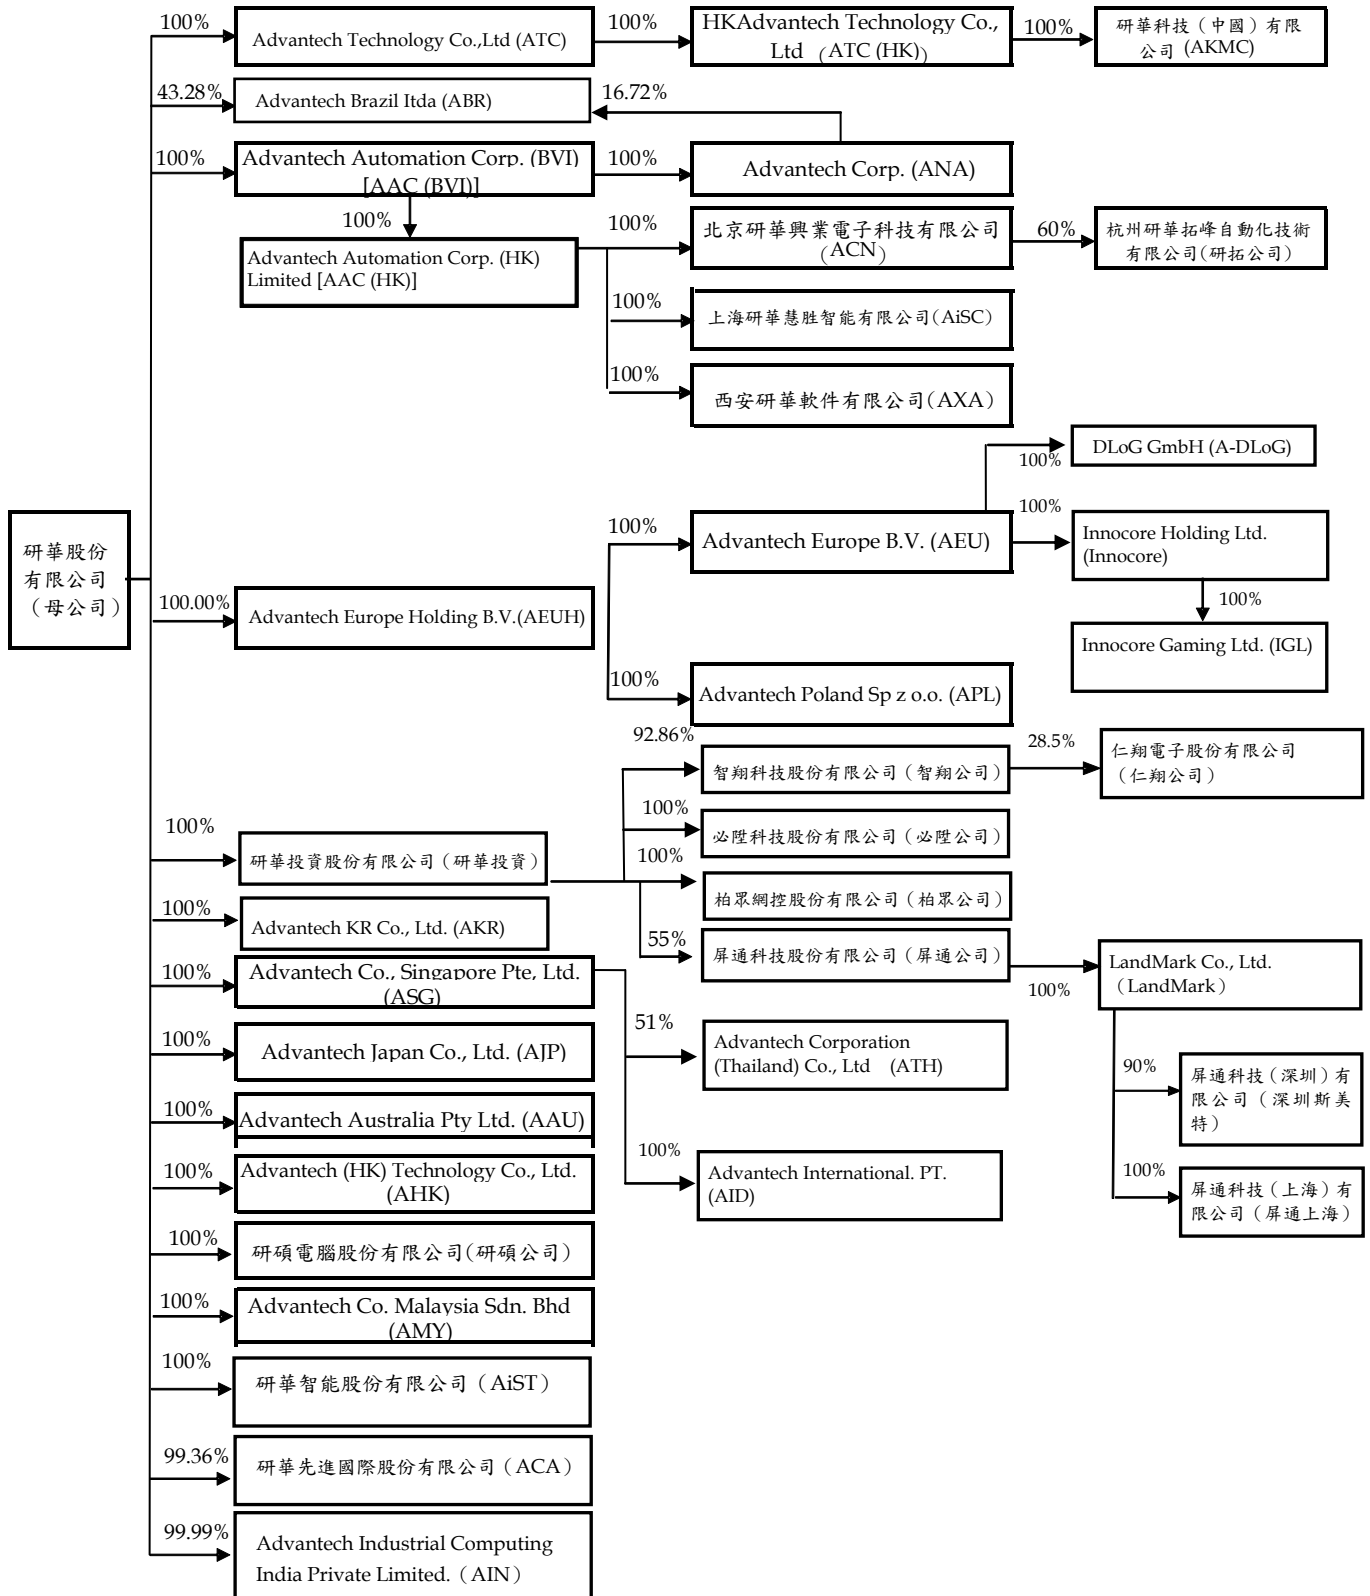 100%
Advantech Technology Co.,Ltd (ATC)
100%
HKAdvantech Technology Co.,
Ltd （ATC (HK)）
100%
研華科技（中國）有限
公司 (AKMC)
43.28%
Advantech Brazil Itda (ABR)
16.72%
100%
Advantech Automation Corp. (BVI)
[AAC (BVI)]
100%
Advantech Corp. (ANA)
100%
Advantech Automation Corp. (HK)
Limited [AAC (HK)]
100%
北京研華興業電子科技有限公司
(ACN)
60%
杭州研華拓峰自動化技術
有限公司(研拓公司)
100%
上海研華慧胜智能有限公司(AiSC)
100%
西安研華軟件有限公司(AXA)
研華股份
有限公司
（母公司）
100.00%
Advantech Europe Holding B.V.(AEUH)
100%
Advantech Europe B.V. (AEU)
100%
DLoG GmbH (A-DLoG)
100%
Innocore Holding Ltd.
(Innocore)
100%
Innocore Gaming Ltd. (IGL)
100%
Advantech Poland Sp z o.o. (APL)
100%
研華投資股份有限公司（研華投資）
92.86%
智翔科技股份有限公司（智翔公司）
28.5%
仁翔電子股份有限公司
（仁翔公司）
100%
必陞科技股份有限公司（必陞公司）
100%
柏眾網控股份有限公司（柏眾公司）
55%
屏通科技股份有限公司（屏通公司）
100%
LandMark Co., Ltd.
（LandMark）
90%
屏通科技（深圳）有
限公司（深圳斯美
特）
100%
屏通科技（上海）有
限公司（屏通上海）
100%
Advantech KR Co., Ltd. (AKR)
100%
Advantech Co., Singapore Pte, Ltd.
(ASG)
51%
Advantech Corporation
(Thailand) Co., Ltd （ATH)
100%
Advantech International. PT.
(AID)
100%
Advantech Japan Co., Ltd. (AJP)
100%
Advantech Australia Pty Ltd. (AAU)
100%
Advantech (HK) Technology Co., Ltd.
(AHK)
100%
研碩電腦股份有限公司(研碩公司)
100%
Advantech Co. Malaysia Sdn. Bhd
(AMY)
100%
研華智能股份有限公司（AiST）
99.36%
研華先進國際股份有限公司（ACA）
99.99%
Advantech Industrial Computing
India Private Limited.（AIN）